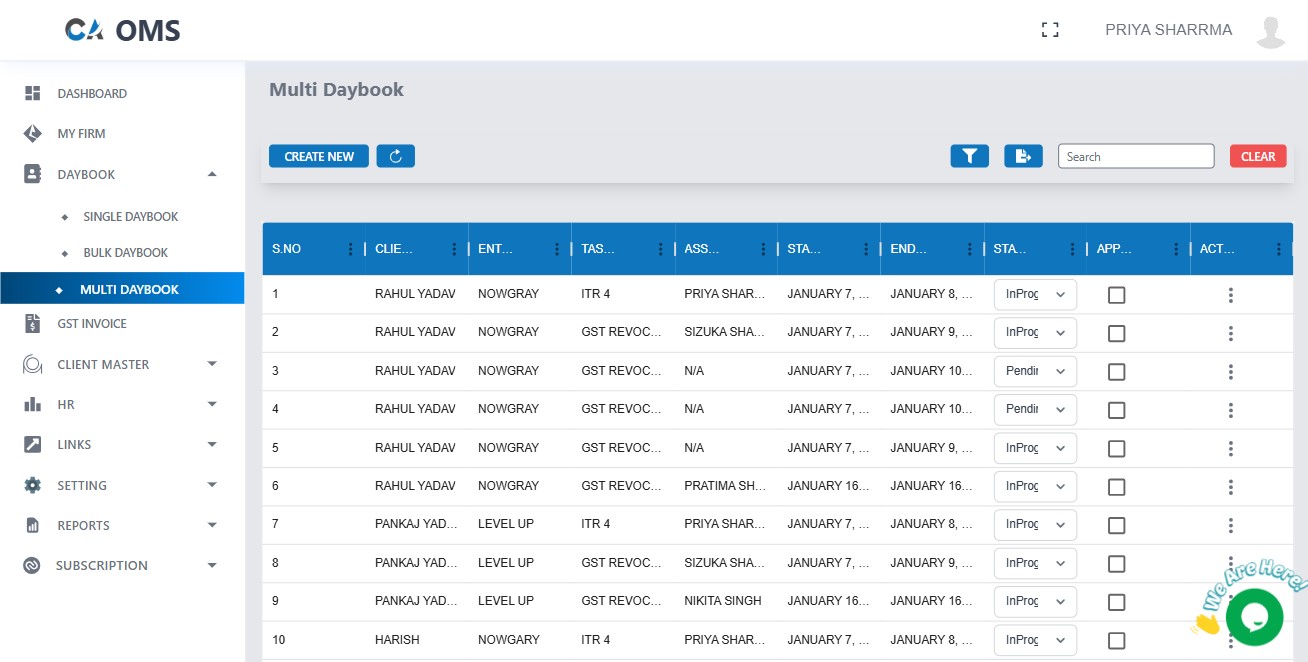 CA OMS
PRIYA SHARRMA
DASHBOARD
MY FIRM
DAYBOOK
SINGLE DAYBOOK
BULK DAYBOOK
MULTI DAYBOOK
GST INVOICE
CLIENT MASTER
HR
LINKS
SETTING
REPORTS
SUBSCRIPTION
Multi Daybook
CREATE NEW
Search
CLEAR
S.NO CLIE... ENT... TAS... ASS... STA... END... STA... APP... ACT...
1 RAHUL YADAV NOWGRAY ITR 4 PRIYA SHAR... JANUARY 7, ... JANUARY 8, ... InProg
2 RAHUL YADAV NOWGRAY GST REVOC... SIZUKA SHA... JANUARY 7, ... JANUARY 9, ... InProg
3 RAHUL YADAV NOWGRAY GST REVOC... N/A JANUARY 7, ... JANUARY 10... Pendin
4 RAHUL YADAV NOWGRAY GST REVOC... N/A JANUARY 7, ... JANUARY 10... Pendin
5 RAHUL YADAV NOWGRAY GST REVOC... N/A JANUARY 7, ... JANUARY 9, ... InProg
6 RAHUL YADAV NOWGRAY GST REVOC... PRATIMA SH... JANUARY 16... JANUARY 16... InProg
7 PANKAJ YAD... LEVEL UP ITR 4 PRIYA SHAR... JANUARY 7, ... JANUARY 8, ... InProg
8 PANKAJ YAD... LEVEL UP GST REVOC... SIZUKA SHA... JANUARY 7, ... JANUARY 9, ... InProg
9 PANKAJ YAD... LEVEL UP GST REVOC... NIKITA SINGH JANUARY 16... JANUARY 16... InProg
10 HARISH NOWGARY ITR 4 PRIYA SHAR... JANUARY 7, ... JANUARY 8, ... InProg
We Are Here!